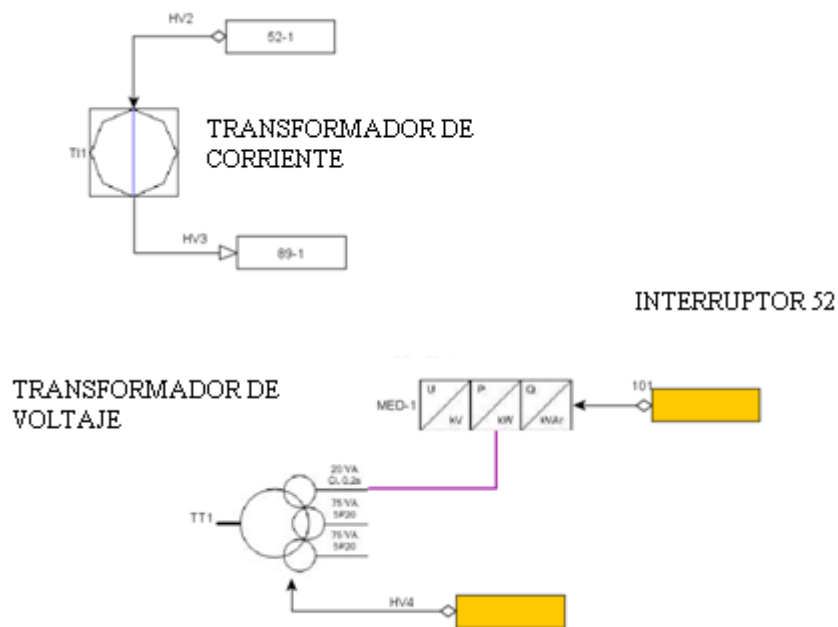 HV2
52-1
TRANSFORMADOR DE
CORRIENTE
TI1
HV3
89-1
INTERRUPTOR 52
TRANSFORMADOR DE
VOLTAJE
MED-1
U
kV
P
kW
Q
kVAr
101
20 VA
Cl. 0,2s
TT1
75 VA
5P20
75 VA
5P20
HV4